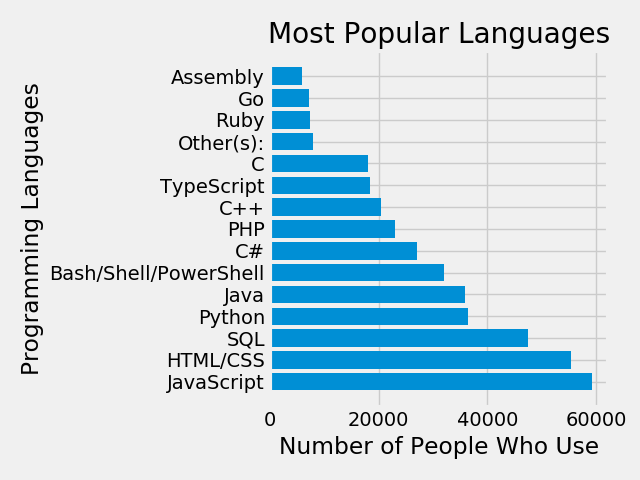 Most Popular Languages
Programming Languages
Assembly
Go
Ruby
Other(s):
C
TypeScript
C++
PHP
C#
Bash/Shell/PowerShell
Java
Python
SQL
HTML/CSS
JavaScript
0 20000 40000 60000
Number of People Who Use